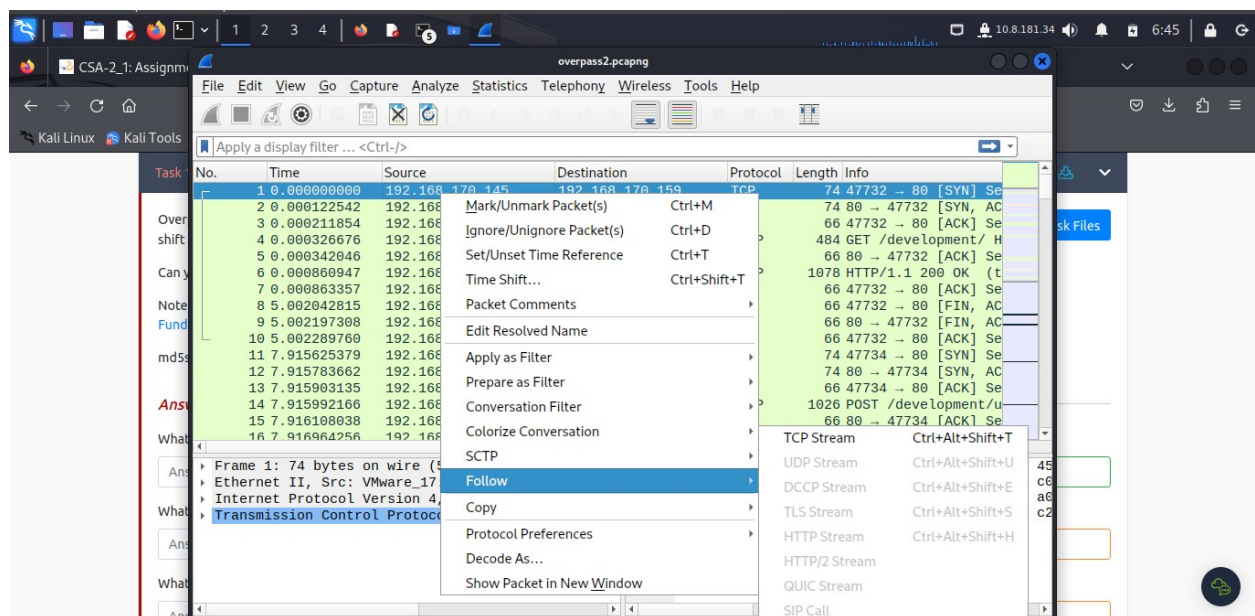 1 2 3 4 5 10.8.181.34 6:45
CSA-2_1: Assignm
overpass2.pcapng
File Edit View Go Capture Analyze Statistics Telephony Wireless Tools Help
Kali Linux Kali Tools
Apply a display filter … <Ctrl-/>
Task
No. Time Source Destination Protocol Length Info
1 0.000000000 192.168.170.145 192.168.170.159 TCP 74 47732 → 80 [SYN] Se
2 0.000122542 192.168 74 80 → 47732 [SYN, AC
3 0.000211854 192.168 66 47732 → 80 [ACK] Se
4 0.000326676 192.168 484 GET /development/ H
5 0.000342046 192.168 66 80 → 47732 [ACK] Se
6 0.000860947 192.168 1078 HTTP/1.1 200 OK (t
7 0.000863357 192.168 66 47732 → 80 [ACK] Se
8 5.002042815 192.168 66 47732 → 80 [FIN, AC
9 5.002197308 192.168 66 80 → 47732 [FIN, AC
10 5.002289760 192.168 66 47732 → 80 [ACK] Se
11 7.915625379 192.168 74 47734 → 80 [SYN] Se
12 7.915783662 192.168 74 80 → 47734 [SYN, AC
13 7.915903135 192.168 66 47734 → 80 [ACK] Se
14 7.915992166 192.168 1026 POST /development/u
15 7.916108038 192.168 66 80 → 47734 [ACK] Se
16 7.916964256 192.168
Mark/Unmark Packet(s) Ctrl+M
Ignore/Unignore Packet(s) Ctrl+D
Set/Unset Time Reference Ctrl+T
Time Shift… Ctrl+Shift+T
Packet Comments
Edit Resolved Name
Apply as Filter
Prepare as Filter
Conversation Filter
Colorize Conversation
SCTP
Follow
Copy
Protocol Preferences
Decode As…
Show Packet in New Window
TCP Stream Ctrl+Alt+Shift+T
UDP Stream Ctrl+Alt+Shift+U
DCCP Stream Ctrl+Alt+Shift+E
TLS Stream Ctrl+Alt+Shift+S
HTTP Stream Ctrl+Alt+Shift+H
HTTP/2 Stream
QUIC Stream
SIP Call
Frame 1: 74 bytes on wire (5
Ethernet II, Src: VMware_17:
Internet Protocol Version 4,
Transmission Control Protoco
45
c0
a0
c2
Over
shift
Can y
Note
Fund
md5s
Answ
What
Ans
What
Ans
What
sk Files